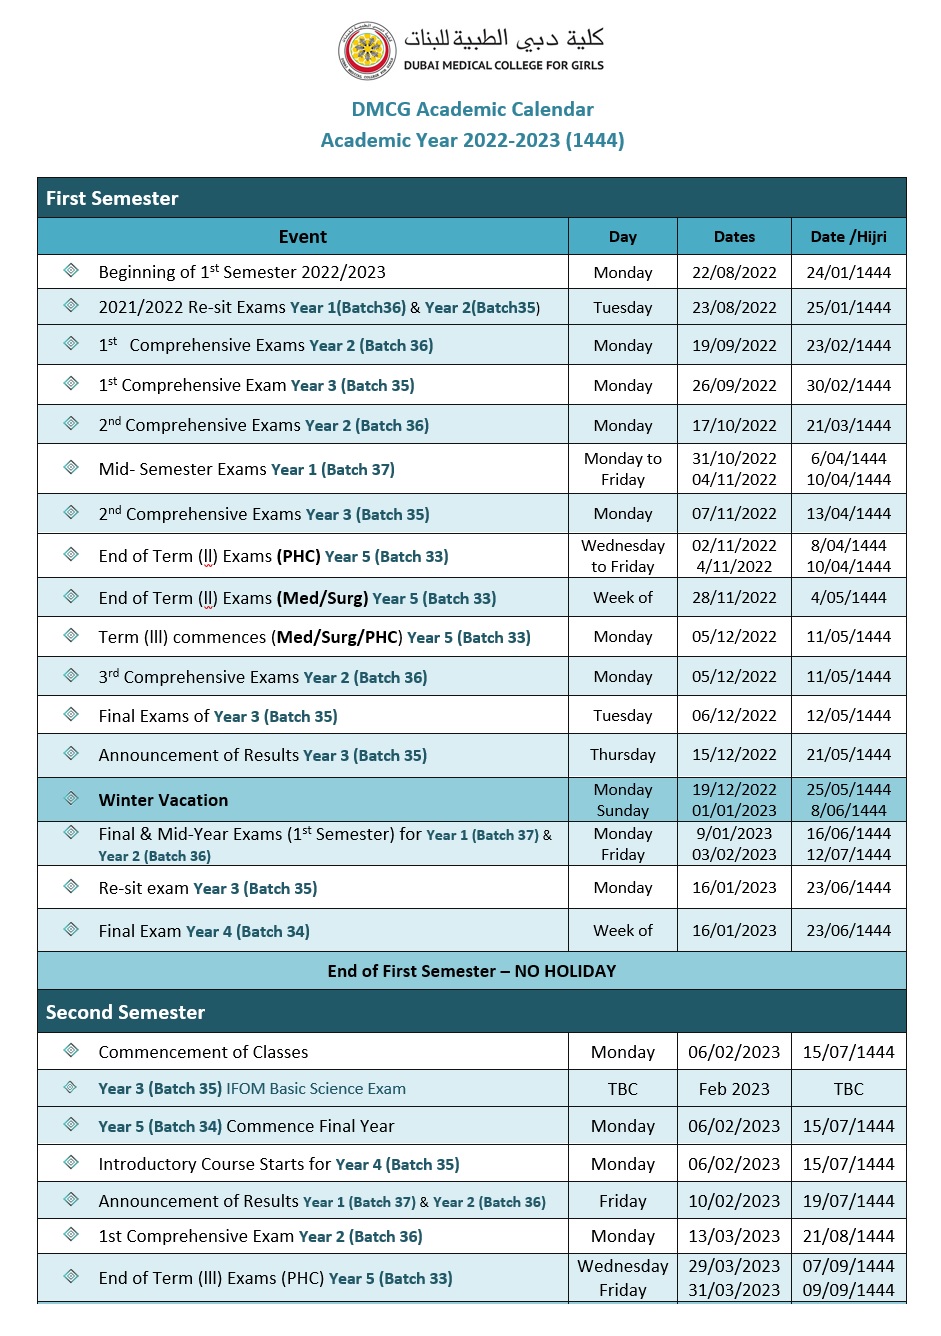 كلية دبي الطبية للبنات
DUBAI MEDICAL COLLEGE FOR GIRLS
DMCG Academic Calendar
Academic Year 2022-2023 (1444)
First Semester
Event Day Dates Date /Hijri
Beginning of 1st Semester 2022/2023 Monday 22/08/2022 24/01/1444
2021/2022 Re-sit Exams Year 1(Batch36) & Year 2(Batch35) Tuesday 23/08/2022 25/01/1444
1st Comprehensive Exams Year 2 (Batch 36) Monday 19/09/2022 23/02/1444
1st Comprehensive Exam Year 3 (Batch 35) Monday 26/09/2022 30/02/1444
2nd Comprehensive Exams Year 2 (Batch 36) Monday 17/10/2022 21/03/1444
Mid- Semester Exams Year 1 (Batch 37) Monday to Friday 31/10/2022 04/11/2022 6/04/1444 10/04/1444
2nd Comprehensive Exams Year 3 (Batch 35) Monday 07/11/2022 13/04/1444
End of Term (ll) Exams (PHC) Year 5 (Batch 33) Wednesday to Friday 02/11/2022 4/11/2022 8/04/1444 10/04/1444
End of Term (ll) Exams (Med/Surg) Year 5 (Batch 33) Week of 28/11/2022 4/05/1444
Term (lll) commences (Med/Surg/PHC) Year 5 (Batch 33) Monday 05/12/2022 11/05/1444
3rd Comprehensive Exams Year 2 (Batch 36) Monday 05/12/2022 11/05/1444
Final Exams of Year 3 (Batch 35) Tuesday 06/12/2022 12/05/1444
Announcement of Results Year 3 (Batch 35) Thursday 15/12/2022 21/05/1444
Winter Vacation Monday Sunday 19/12/2022 01/01/2023 25/05/1444 8/06/1444
Final & Mid-Year Exams (1st Semester) for Year 1 (Batch 37) & Year 2 (Batch 36) Monday Friday 9/01/2023 03/02/2023 16/06/1444 12/07/1444
Re-sit exam Year 3 (Batch 35) Monday 16/01/2023 23/06/1444
Final Exam Year 4 (Batch 34) Week of 16/01/2023 23/06/1444
End of First Semester – NO HOLIDAY
Second Semester
Commencement of Classes Monday 06/02/2023 15/07/1444
Year 3 (Batch 35) IFOM Basic Science Exam TBC Feb 2023 TBC
Year 5 (Batch 34) Commence Final Year Monday 06/02/2023 15/07/1444
Introductory Course Starts for Year 4 (Batch 35) Monday 06/02/2023 15/07/1444
Announcement of Results Year 1 (Batch 37) & Year 2 (Batch 36) Friday 10/02/2023 19/07/1444
1st Comprehensive Exam Year 2 (Batch 36) Monday 13/03/2023 21/08/1444
End of Term (lll) Exams (PHC) Year 5 (Batch 33) Wednesday Friday 29/03/2023 31/03/2023 07/09/1444 09/09/1444